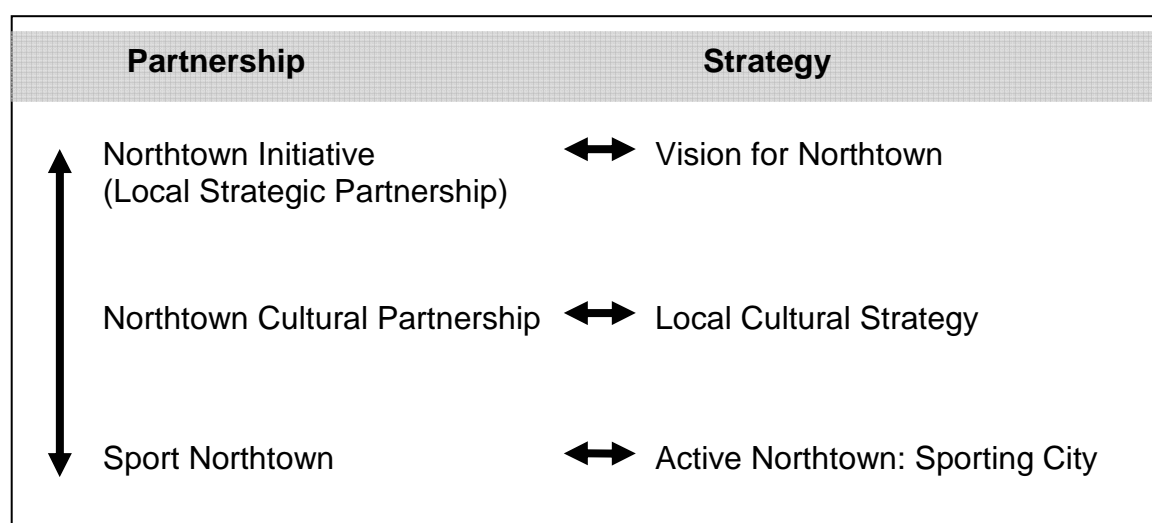 Partnership Strategy
Northtown Initiative Vision for Northtown
(Local Strategic Partnership)
Northtown Cultural Partnership Local Cultural Strategy
Sport Northtown Active Northtown: Sporting City